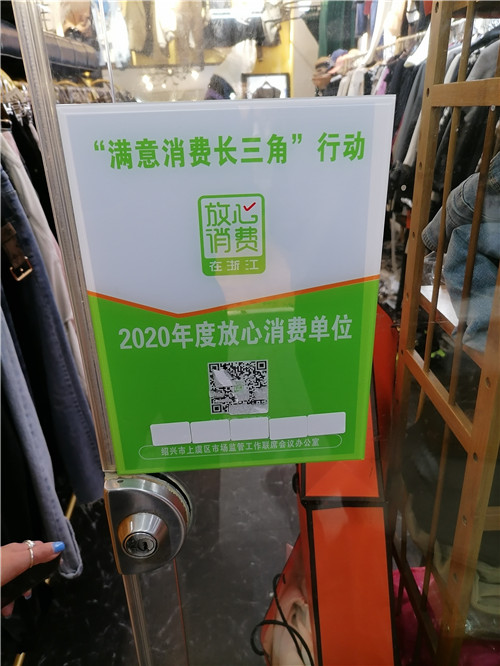 “满意消费长三角”行动
放心
消费
在浙江
2020年度放心消费单位
绍兴市上虞区市场监管工作联席会议办公室